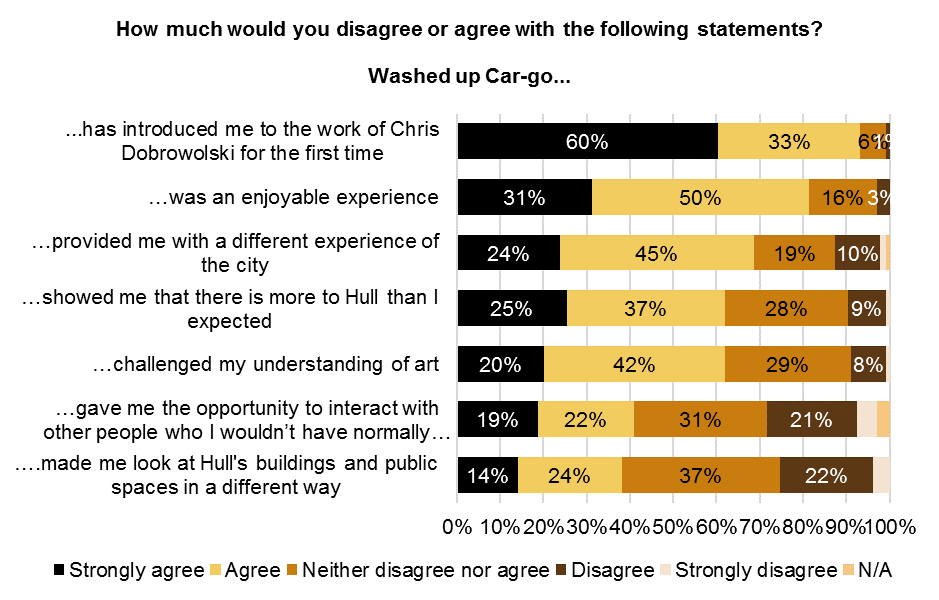 How much would you disagree or agree with the following statements?
Washed up Car-go...
...has introduced me to the work of Chris
Dobrowolski for the first time
60% 33% 6% 1%
…was an enjoyable experience
31% 50% 16% 3%
…provided me with a different experience of
the city
24% 45% 19% 10%
…showed me that there is more to Hull than I
expected
25% 37% 28% 9%
…challenged my understanding of art
20% 42% 29% 8%
…gave me the opportunity to interact with
other people who I wouldn’t have normally…
19% 22% 31% 21%
….made me look at Hull's buildings and public
spaces in a different way
14% 24% 37% 22%
0% 10% 20% 30% 40% 50% 60% 70% 80% 90% 100%
Strongly agree Agree Neither disagree nor agree Disagree Strongly disagree N/A